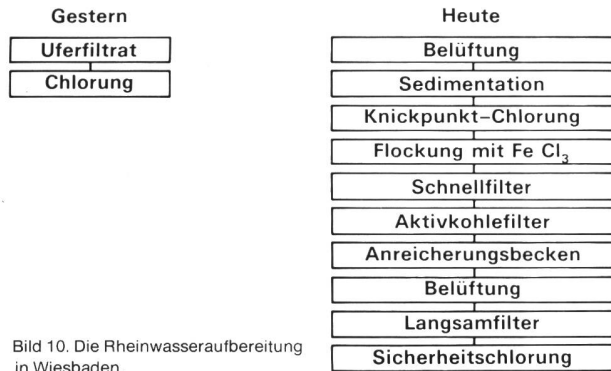 Gestern
Uferfiltrat
Chlorung
Heute
Belüftung
Sedimentation
Knickpunkt–Chlorung
Flockung mit Fe Cl₃
Schnellfilter
Aktivkohlefilter
Anreicherungsbecken
Belüftung
Langsamfilter
Sicherheitschlorung
Bild 10. Die Rheinwasseraufbereitung
in Wiesbaden.